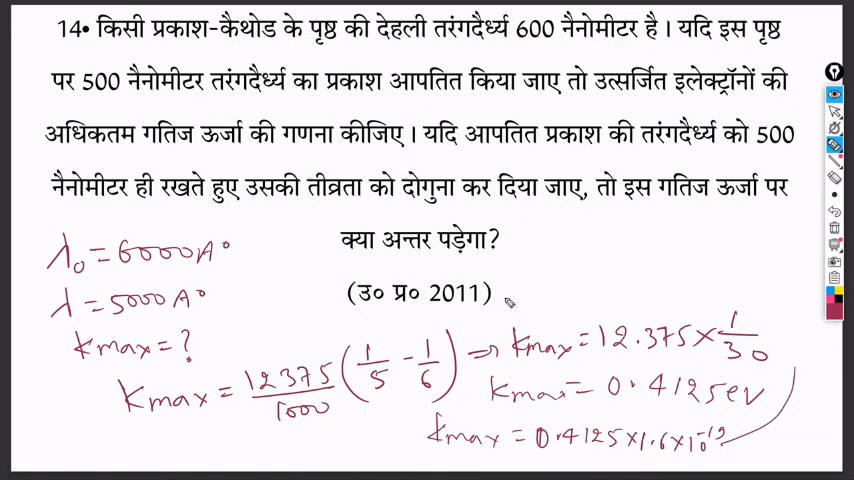 14• किसी प्रकाश-कैथोड के पृष्ठ की देहली तरंगदैर्ध्य 600 नैनोमीटर है। यदि इस पृष्ठ
पर 500 नैनोमीटर तरंगदैर्ध्य का प्रकाश आपतित किया जाए तो उत्सर्जित इलेक्ट्रॉनों की
अधिकतम गतिज ऊर्जा की गणना कीजिए। यदि आपतित प्रकाश की तरंगदैर्ध्य को 500
नैनोमीटर ही रखते हुए उसकी तीव्रता को दोगुना कर दिया जाए, तो इस गतिज ऊर्जा पर
क्या अन्तर पड़ेगा?
(उ० प्र० 2011)
λ₀ = 6000A°
λ = 5000A°
kmax = ?
kmax = 12375/1000 (1/5 - 1/6)
⇒ kmax = 12.375 × 1/30
kmax = 0.4125ev
kmax = 0.4125×1.6×10⁻¹⁹